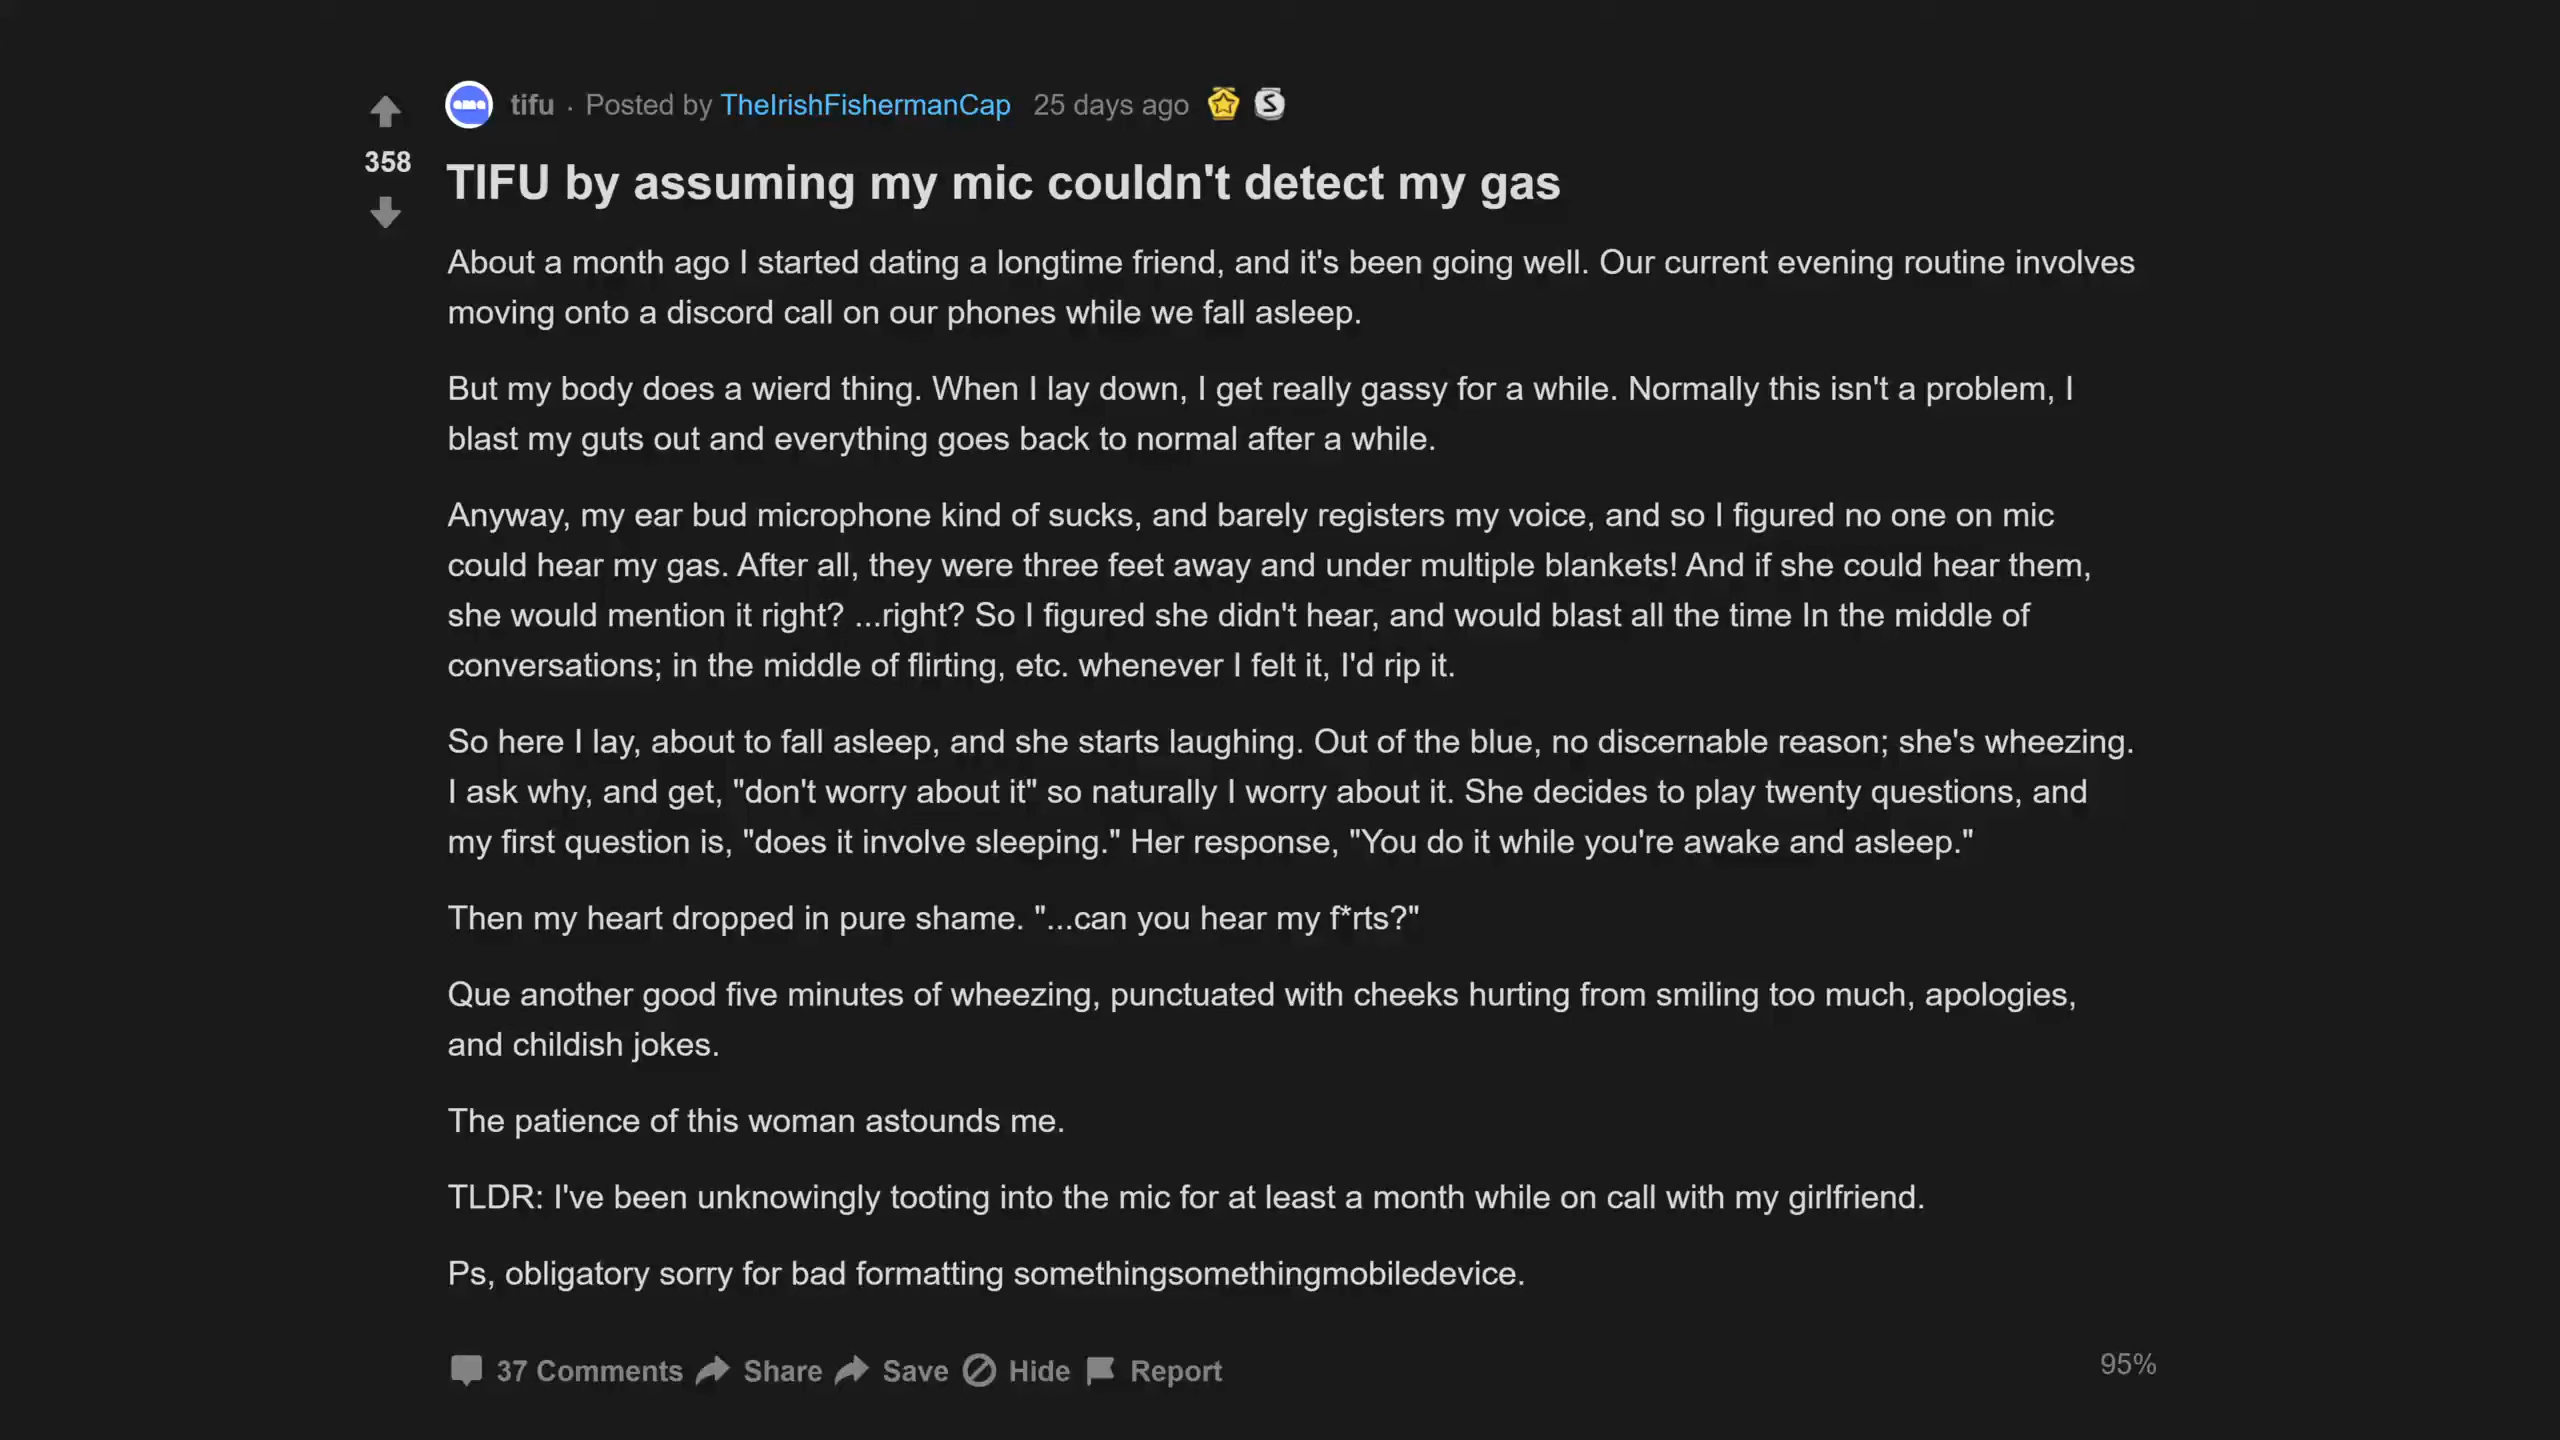 tifu · Posted by TheIrishFishermanCap 25 days ago
358
TIFU by assuming my mic couldn't detect my gas
About a month ago I started dating a longtime friend, and it's been going well. Our current evening routine involves
moving onto a discord call on our phones while we fall asleep.
But my body does a wierd thing. When I lay down, I get really gassy for a while. Normally this isn't a problem, I
blast my guts out and everything goes back to normal after a while.
Anyway, my ear bud microphone kind of sucks, and barely registers my voice, and so I figured no one on mic
could hear my gas. After all, they were three feet away and under multiple blankets! And if she could hear them,
she would mention it right? ...right? So I figured she didn't hear, and would blast all the time In the middle of
conversations; in the middle of flirting, etc. whenever I felt it, I'd rip it.
So here I lay, about to fall asleep, and she starts laughing. Out of the blue, no discernable reason; she's wheezing.
I ask why, and get, "don't worry about it" so naturally I worry about it. She decides to play twenty questions, and
my first question is, "does it involve sleeping." Her response, "You do it while you're awake and asleep."
Then my heart dropped in pure shame. "...can you hear my f*rts?"
Que another good five minutes of wheezing, punctuated with cheeks hurting from smiling too much, apologies,
and childish jokes.
The patience of this woman astounds me.
TLDR: I've been unknowingly tooting into the mic for at least a month while on call with my girlfriend.
Ps, obligatory sorry for bad formatting somethingsomethingmobiledevice.
37 Comments Share Save Hide Report
95%